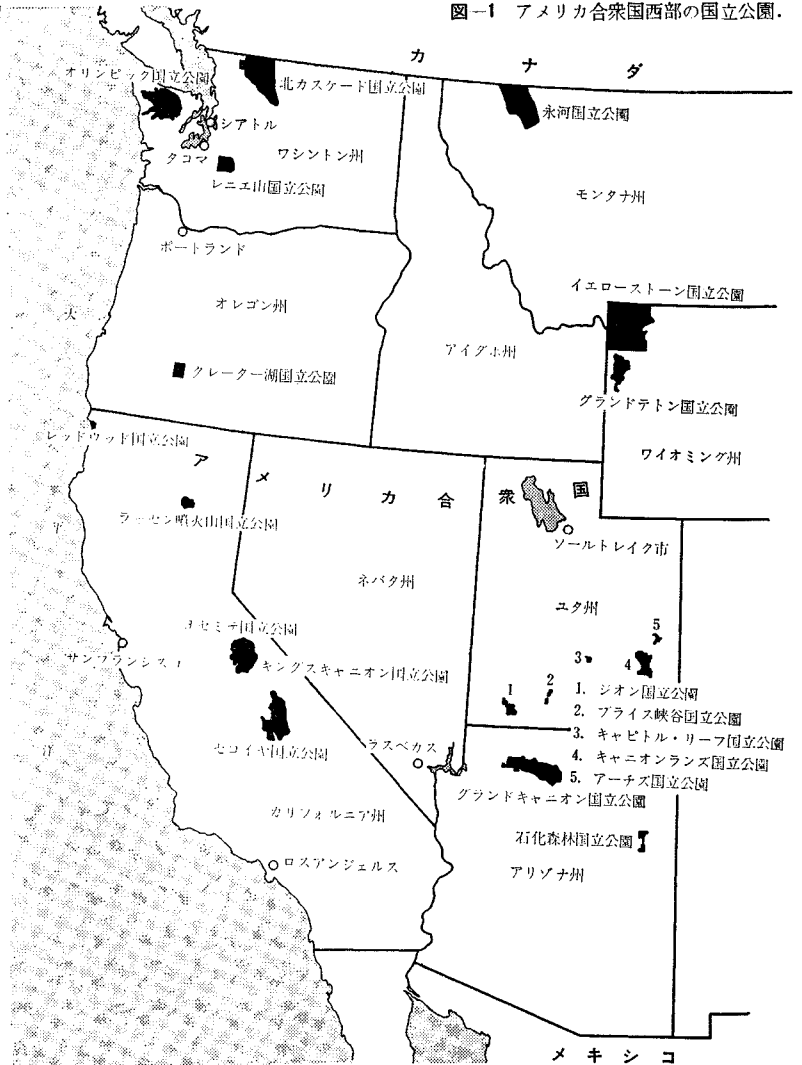 図−1 アメリカ合衆国西部の国立公園.
カナダ
オリンピック国立公園
北カスケード国立公園
氷河国立公園
シアトル
タコマ
ワシントン州
レニエ山国立公園
モンタナ州
ポートランド
イエローストーン国立公園
オレゴン州
アイダホ州
クレーター湖国立公園
グランドテトン国立公園
レッドウッド国立公園
ワイオミング州
アメリカ合衆国
ラッセン噴火山国立公園
ソールトレイク市
ネバタ州
ユタ州
ヨセミテ国立公園
サンフランシスコ
キングスキャニオン国立公園
5
3
4
1
2
1. ジオン国立公園
2. ブライス峡谷国立公園
3. キャピトル・リーフ国立公園
4. キャニオンランズ国立公園
5. アーチズ国立公園
セコイヤ国立公園
ラスベカス
グランドキャニオン国立公園
カリフォルニア州
石化森林国立公園
アリゾナ州
ロスアンジェルス
メキシコ
太
洋